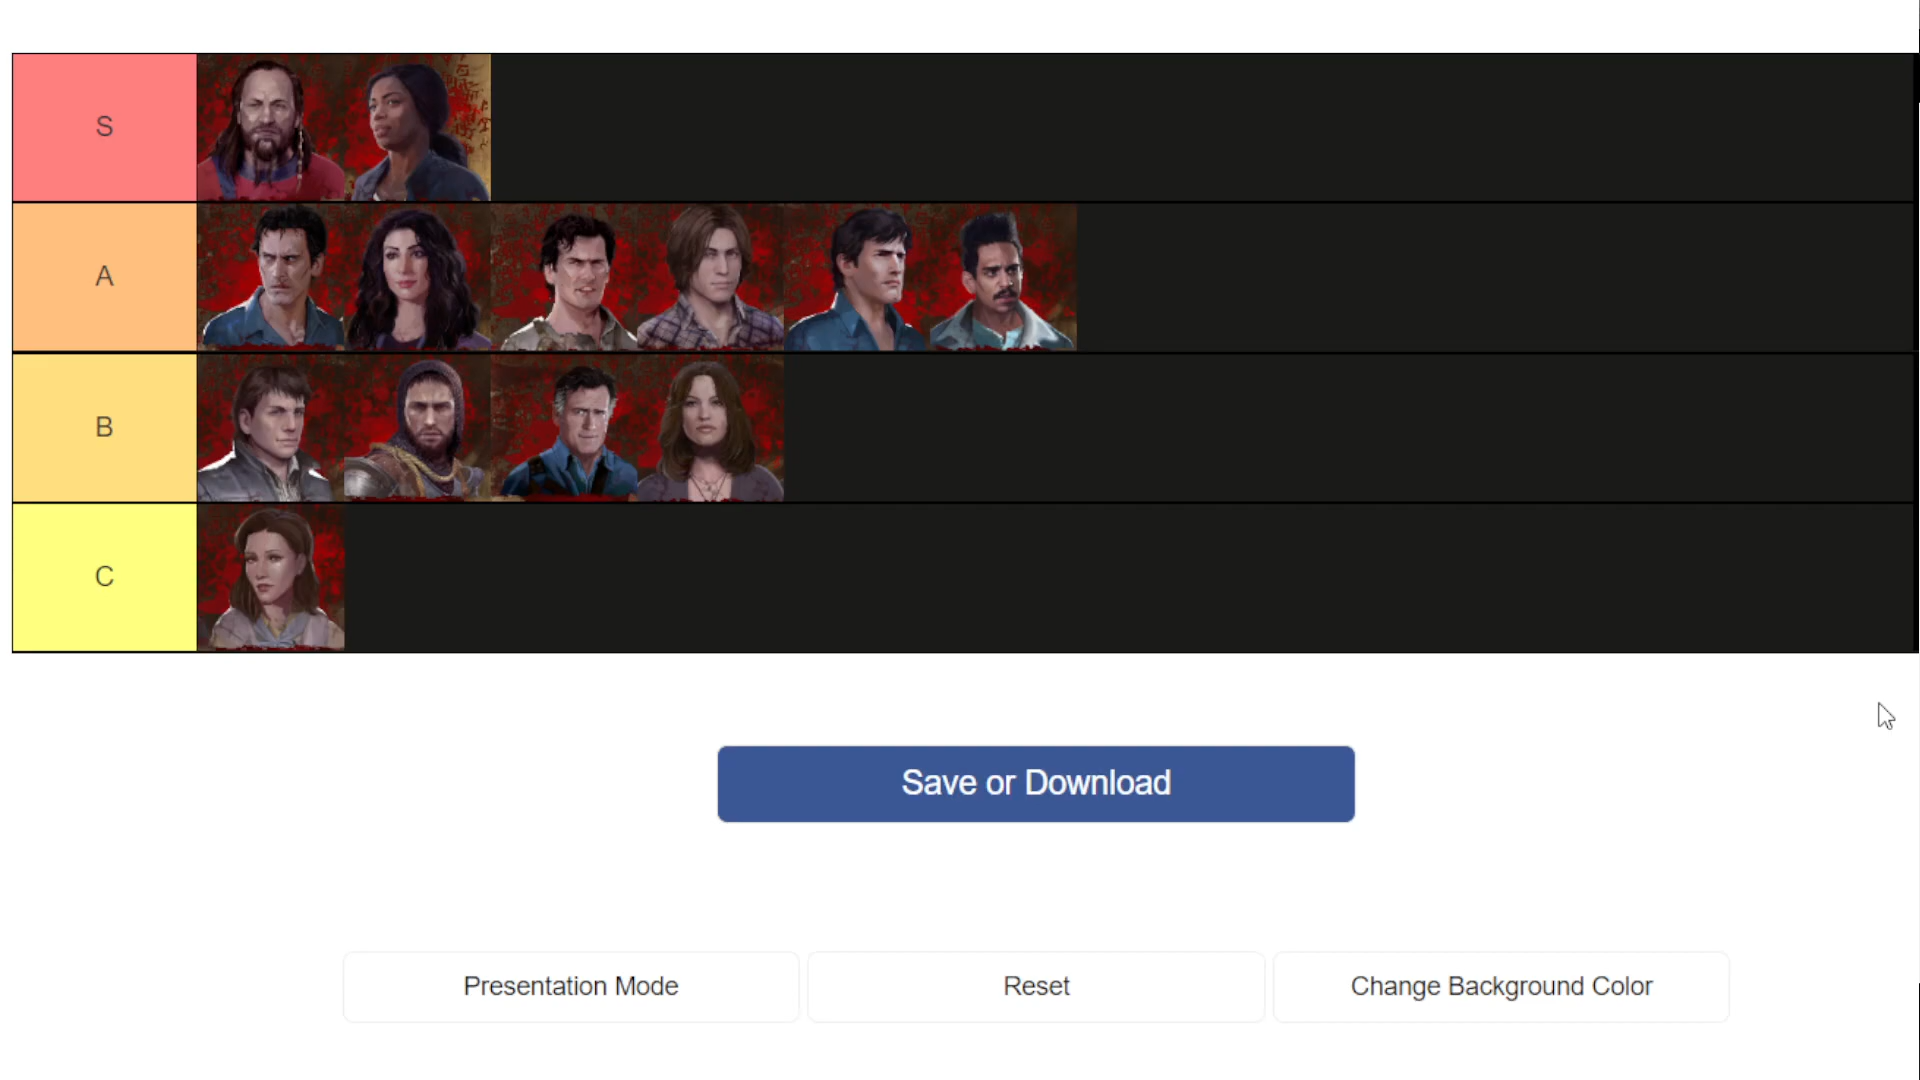 S
A
B
C
Save or Download
Presentation Mode
Reset
Change Background Color